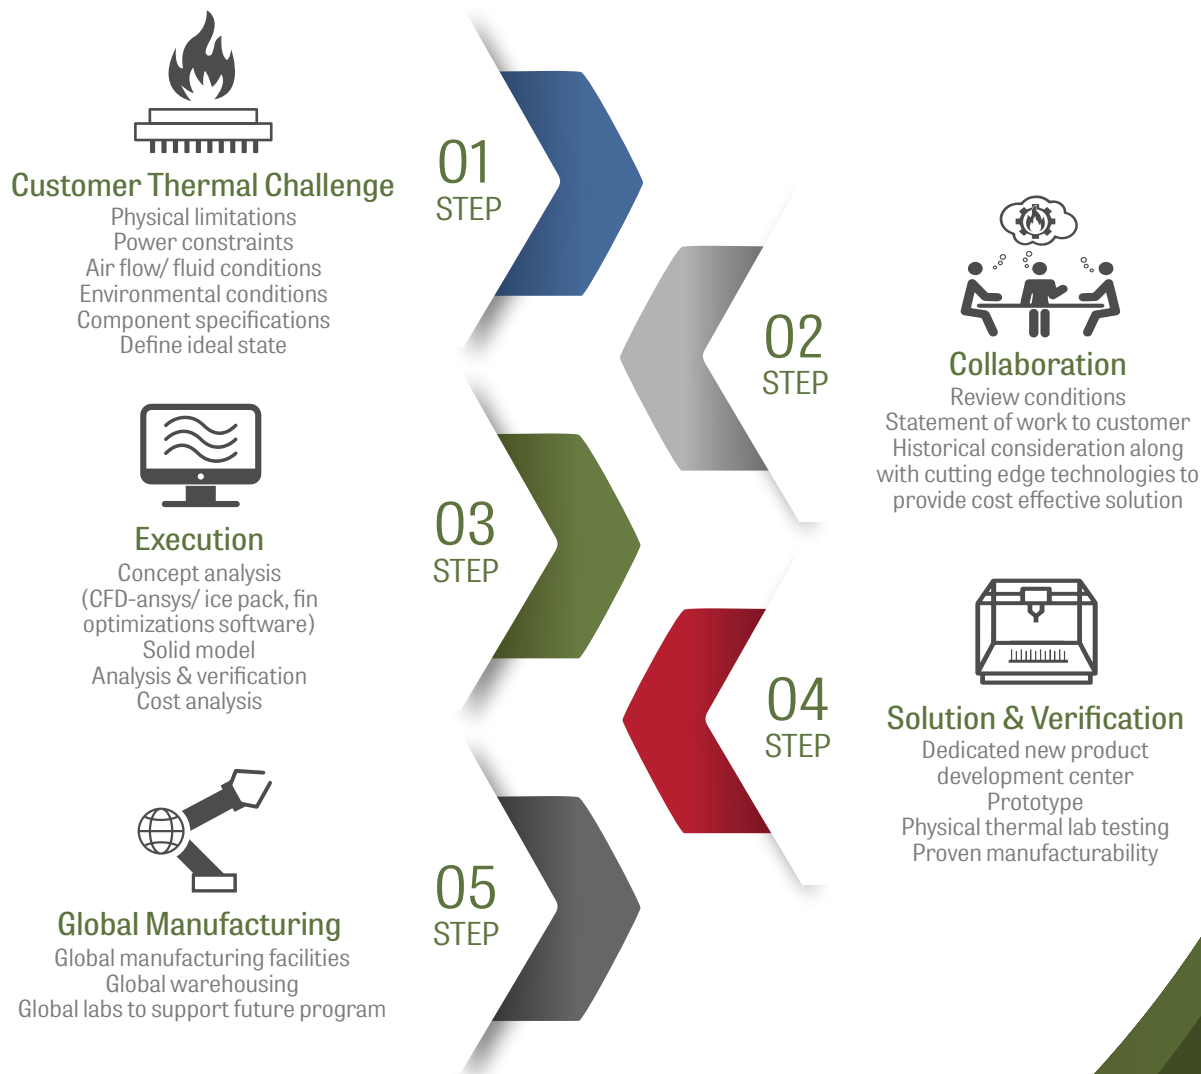 01
STEP
Customer Thermal Challenge
Physical limitations
Power constraints
Air flow/ fluid conditions
Environmental conditions
Component specifications
Define ideal state
02
STEP
Collaboration
Review conditions
Statement of work to customer
Historical consideration along
with cutting edge technologies to
provide cost effective solution
03
STEP
Execution
Concept analysis
(CFD-ansys/ ice pack, fin
optimizations software)
Solid model
Analysis & verification
Cost analysis
04
STEP
Solution & Verification
Dedicated new product
development center
Prototype
Physical thermal lab testing
Proven manufacturability
05
STEP
Global Manufacturing
Global manufacturing facilities
Global warehousing
Global labs to support future program